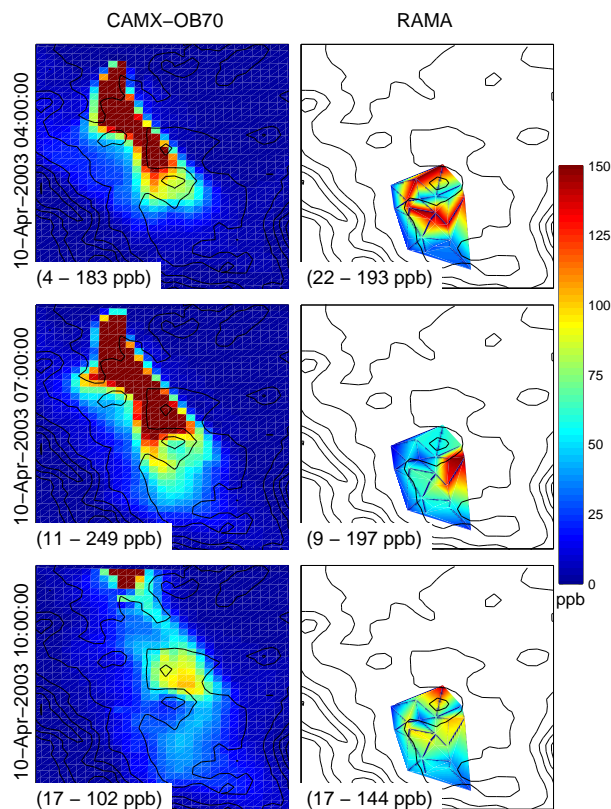 CAMX−OB70
RAMA
10−Apr−2003 04:00:00
(4 − 183 ppb)
(22 − 193 ppb)
10−Apr−2003 07:00:00
(11 − 249 ppb)
(9 − 197 ppb)
10−Apr−2003 10:00:00
(17 − 102 ppb)
(17 − 144 ppb)
150
100
75
50
25
0
ppb